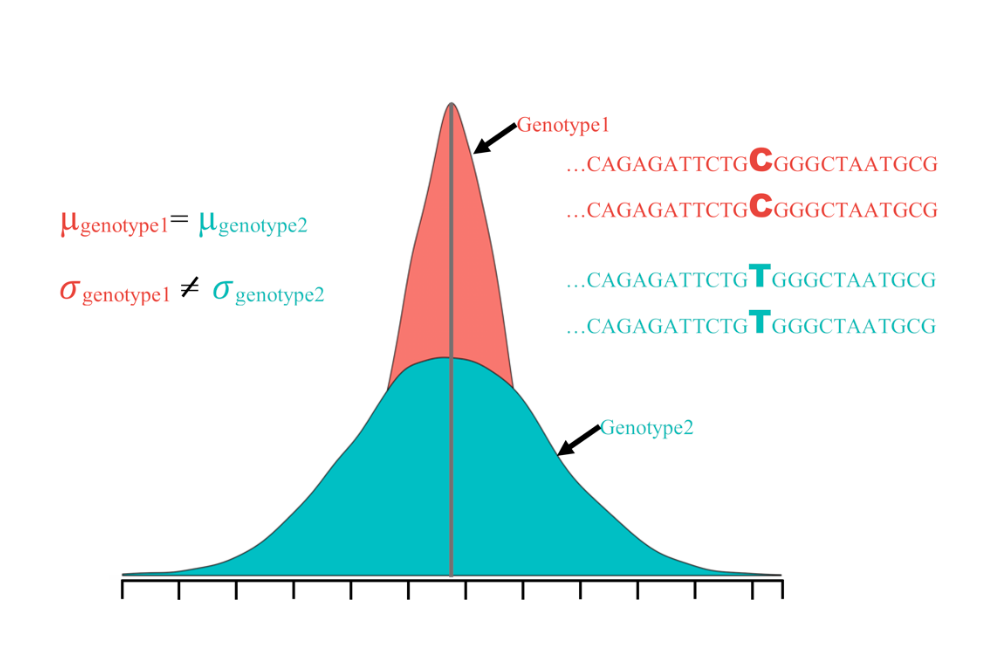 Genotype1
…CAGAGATTCTGCGGGCTAATGCG
…CAGAGATTCTGCGGGCTAATGCG
μgenotype1= μgenotype2
…CAGAGATTCTGTGGGCTAATGCG
σgenotype1 ≠ σgenotype2
…CAGAGATTCTGTGGGCTAATGCG
Genotype2